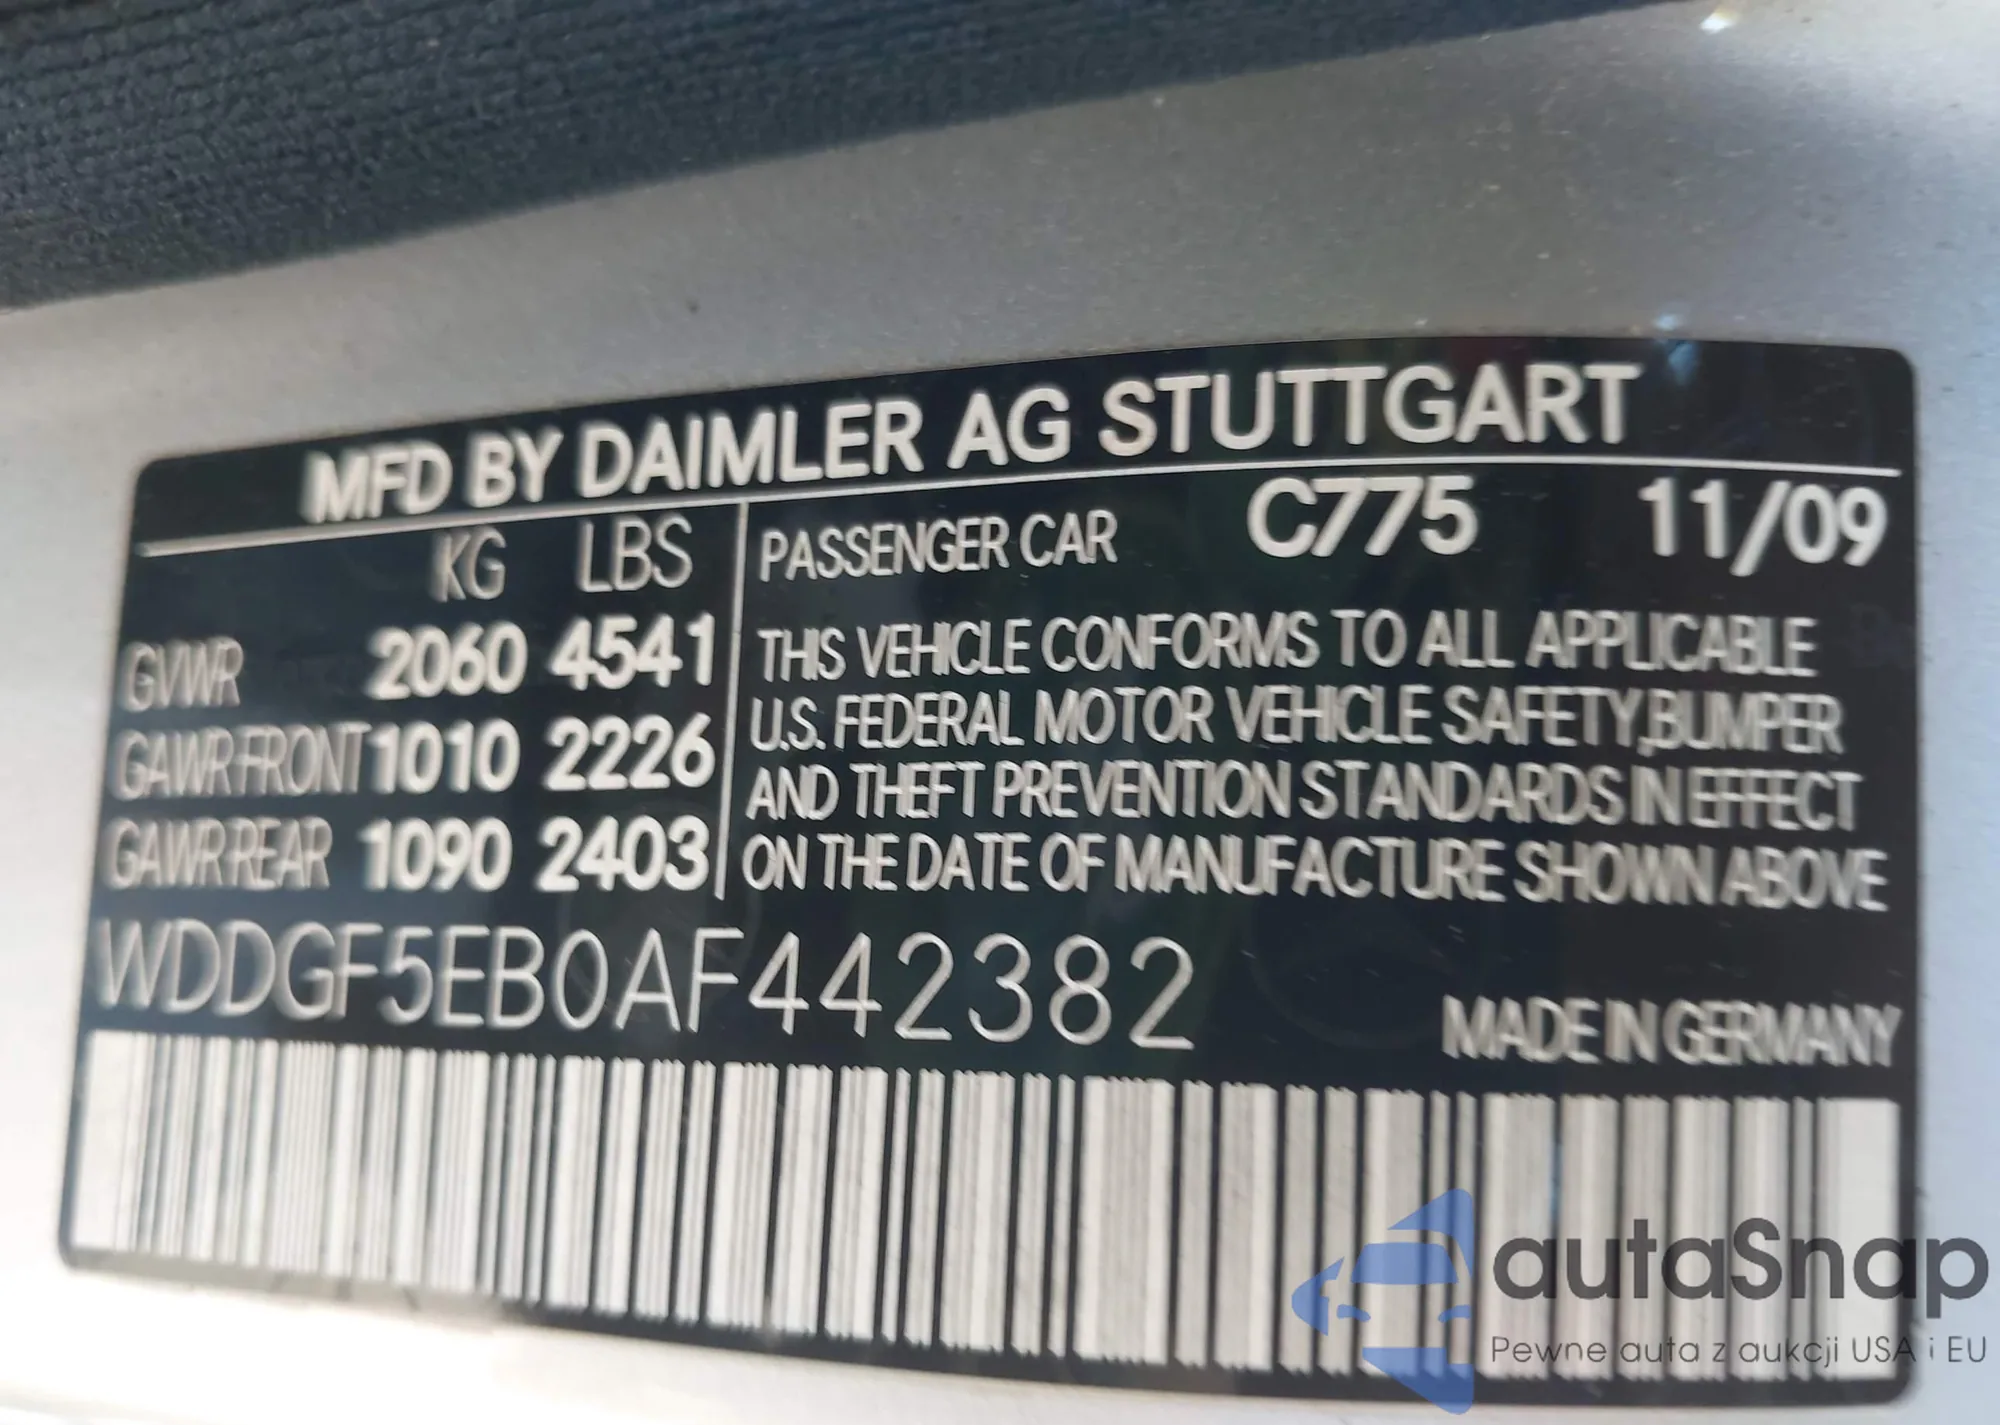 MFD BY DAIMLER AG STUTTGART
KG LBS
GVWR 2060 4541
GAWR FRONT 1010 2226
GAWR REAR 1090 2403
PASSENGER CAR C775 11/09
THIS VEHICLE CONFORMS TO ALL APPLICABLE
U.S. FEDERAL MOTOR VEHICLE SAFETY,BUMPER
AND THEFT PREVENTION STANDARDS IN EFFECT
ON THE DATE OF MANUFACTURE SHOWN ABOVE
WDDGF5EB0AF442382
MADE IN GERMANY
autaSnap
Pewne auta z aukcji USA i EU